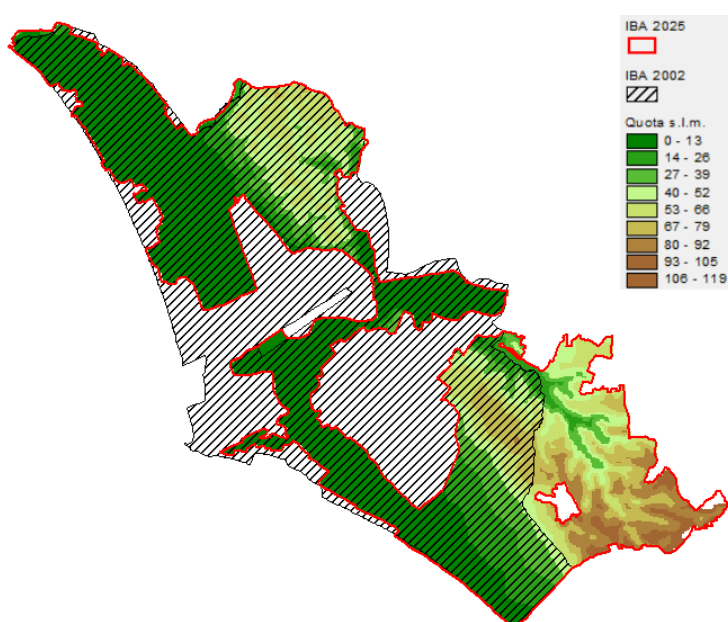 IBA 2025
IBA 2002
Quota s.l.m.
0 - 13
14 - 26
27 - 39
40 - 52
53 - 66
67 - 79
80 - 92
93 - 105
106 - 119